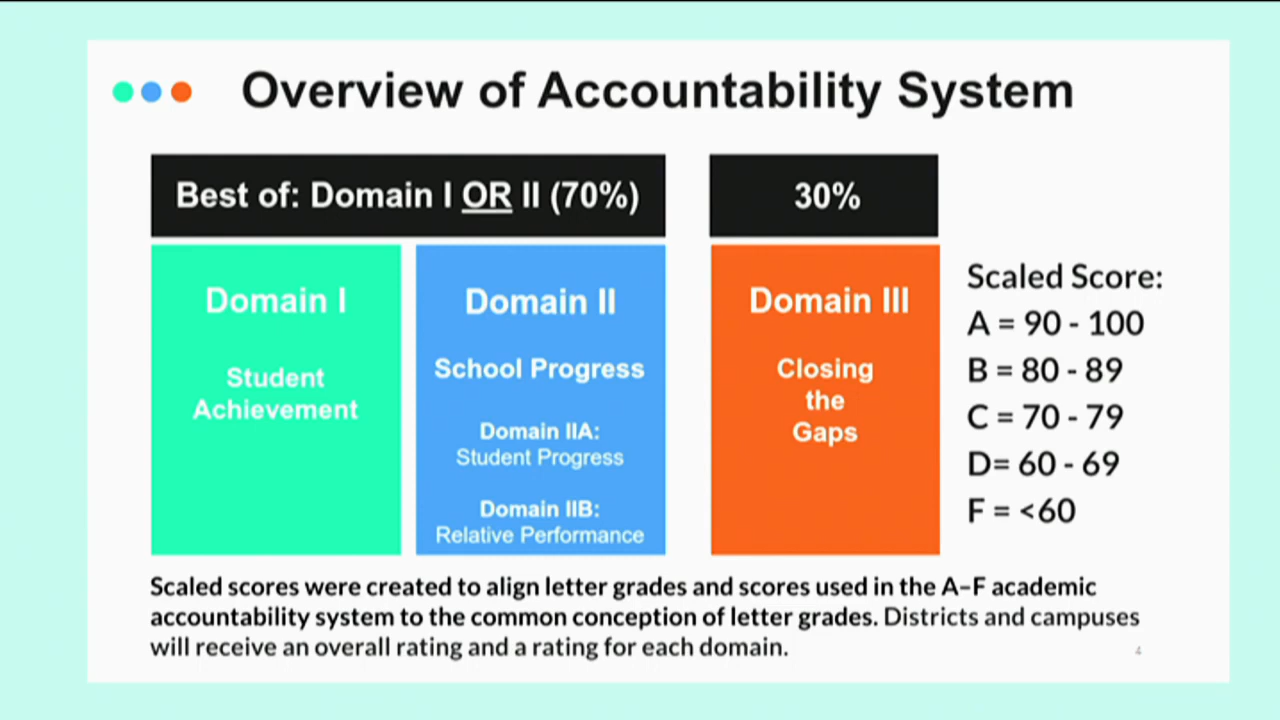 Overview of Accountability System
Best of: Domain I OR II (70%)
30%
Domain I
Student
Achievement
Domain II
School Progress
Domain IIA:
Student Progress
Domain IIB:
Relative Performance
Domain III
Closing
the
Gaps
Scaled Score:
A = 90 - 100
B = 80 - 89
C = 70 - 79
D= 60 - 69
F = <60
Scaled scores were created to align letter grades and scores used in the A–F academic
accountability system to the common conception of letter grades. Districts and campuses
will receive an overall rating and a rating for each domain.
4